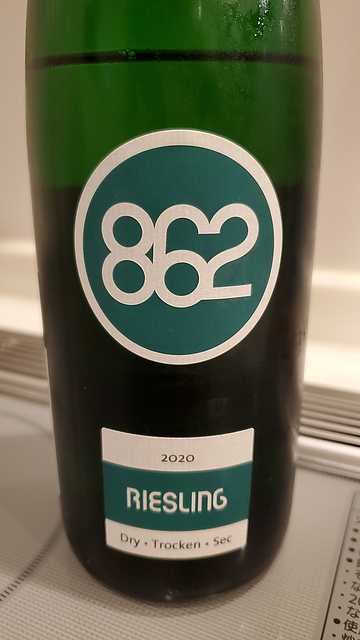 862
2020
RIESLING
Dry • Trocken • Sec